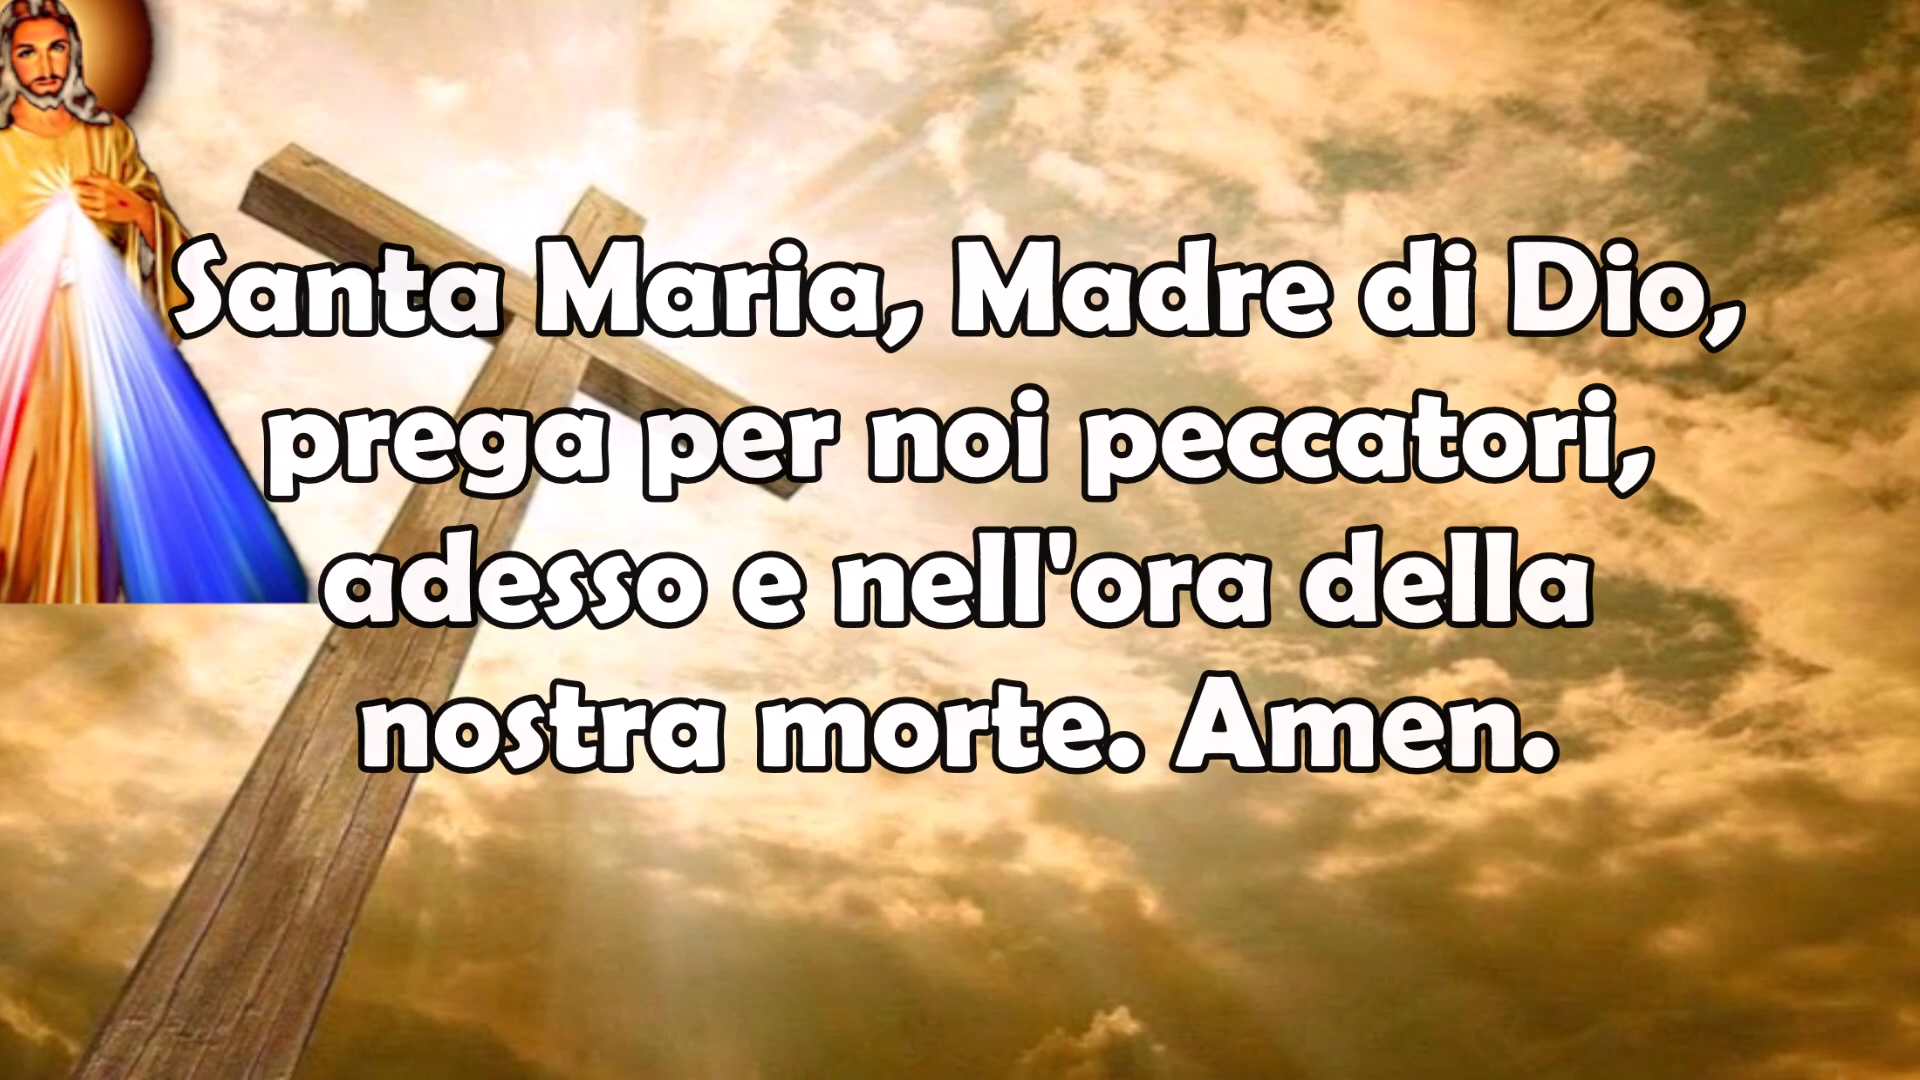 Santa Maria, Madre di Dio,
prega per noi peccatori,
adesso e nell'ora della
nostra morte. Amen.